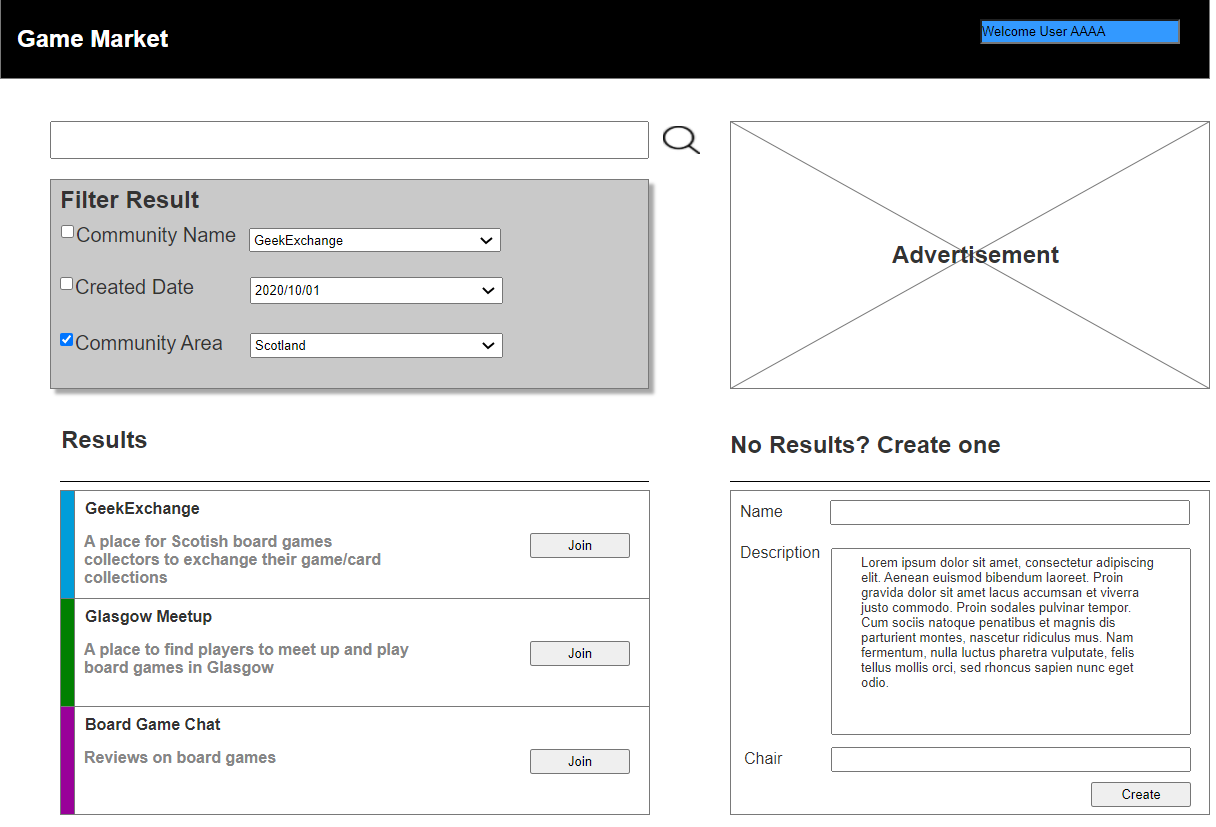 Game Market
Welcome User AAAA
Filter Result
Community Name
GeekExchange
Created Date
2020/10/01
Community Area
Scotland
Advertisement
Results
GeekExchange
A place for Scotish board games
collectors to exchange their game/card
collections
Join
Glasgow Meetup
A place to find players to meet up and play
board games in Glasgow
Join
Board Game Chat
Reviews on board games
Join
No Results? Create one
Name
Description
Lorem ipsum dolor sit amet, consectetur adipiscing
elit. Aenean euismod bibendum laoreet. Proin
gravida dolor sit amet lacus accumsan et viverra
justo commodo. Proin sodales pulvinar tempor.
Cum sociis natoque penatibus et magnis dis
parturient montes, nascetur ridiculus mus. Nam
fermentum, nulla luctus pharetra vulputate, felis
tellus mollis orci, sed rhoncus sapien nunc eget
odio.
Chair
Create